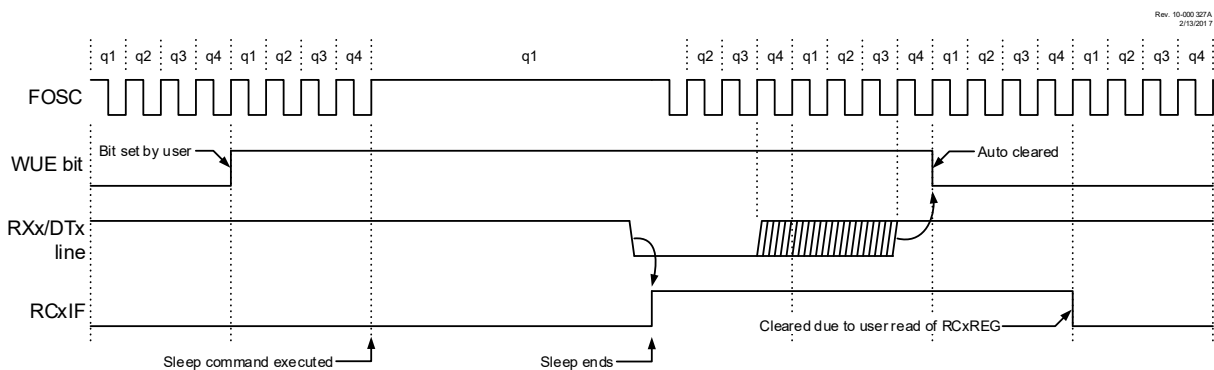 Rev. 10-000 327A
2/13/2017
q1 q2 q3 q4 q1 q2 q3 q4 q1 q2 q3 q4 q1 q2 q3 q4 q1 q2 q3 q4 q1 q2 q3 q4
FOSC
Bit set by user
WUE bit
Auto cleared
RXx/DTx
line
RCxIF
Cleared due to user read of RCxREG
Sleep command executed
Sleep ends